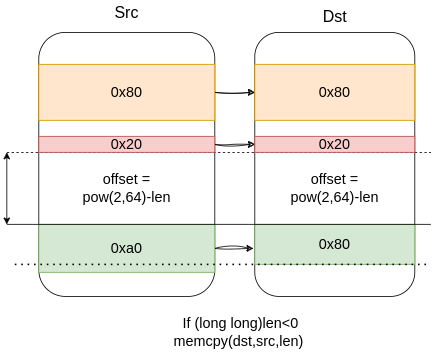 Src
Dst
0x80
0x80
0x20
0x20
offset =
pow(2,64)-len
offset =
pow(2,64)-len
0xa0
0x80
If (long long)len<0
memcpy(dst,src,len)